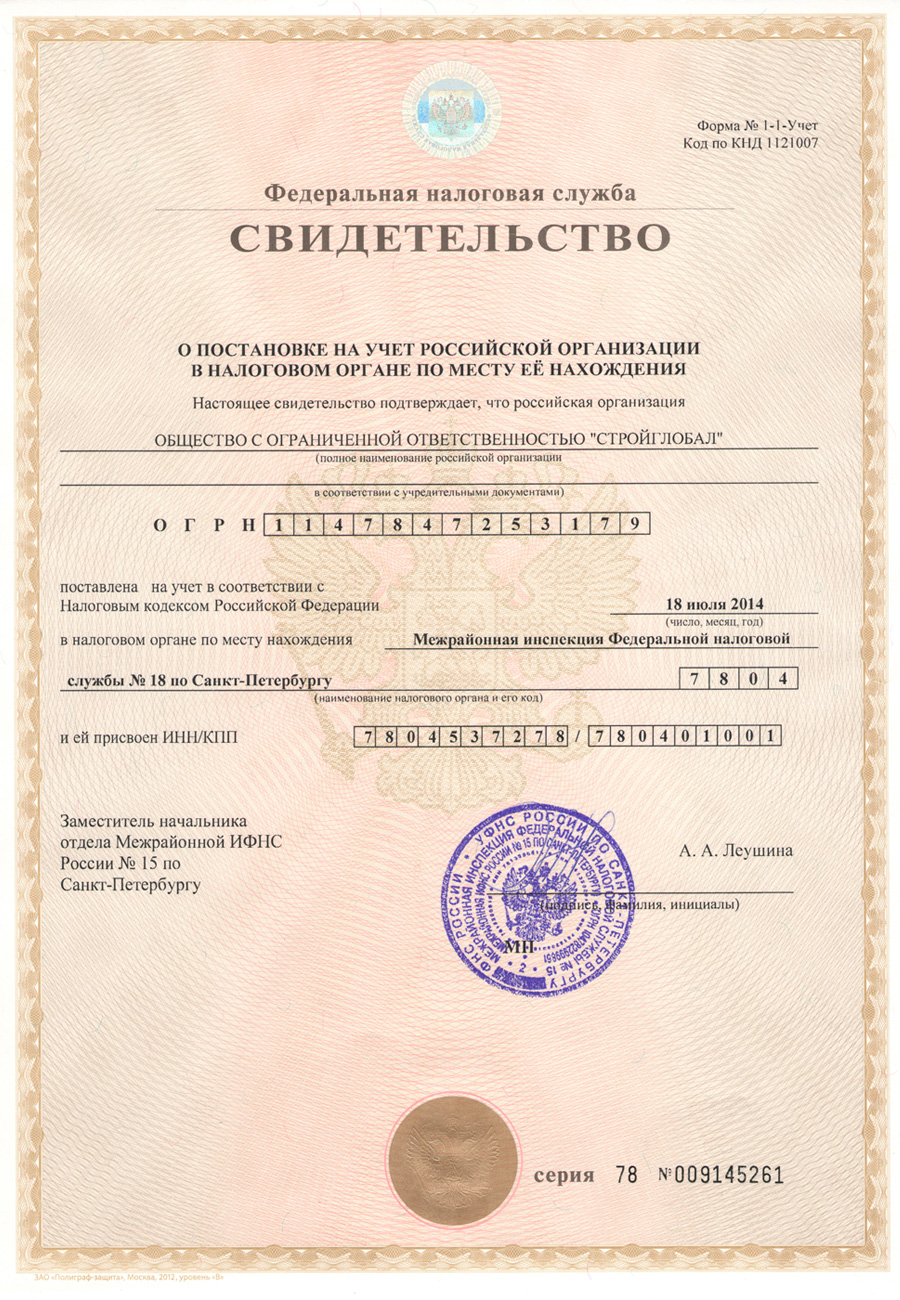 Форма № 1-1-Учет
Код по КНД 1121007
Федеральная налоговая служба
СВИДЕТЕЛЬСТВО
О ПОСТАНОВКЕ НА УЧЕТ РОССИЙСКОЙ ОРГАНИЗАЦИИ
В НАЛОГОВОМ ОРГАНЕ ПО МЕСТУ ЕЁ НАХОЖДЕНИЯ
Настоящее свидетельство подтверждает, что российская организация
ОБЩЕСТВО С ОГРАНИЧЕННОЙ ОТВЕТСТВЕННОСТЬЮ "СТРОЙГЛОБАЛ"
(полное наименование российской организации
в соответствии с учредительными документами)
О Г Р Н 1 1 4 7 8 4 7 2 5 3 1 7 9
поставлена на учет в соответствии с
Налоговым кодексом Российской Федерации 18 июля 2014
(число, месяц, год)
в налоговом органе по месту нахождения Межрайонная инспекция Федеральной налоговой
службы № 18 по Санкт-Петербургу 7 8 0 4
(наименование налогового органа и его код)
и ей присвоен ИНН/КПП 7 8 0 4 5 3 7 2 7 8 / 7 8 0 4 0 1 0 0 1
Заместитель начальника
отдела Межрайонной ИФНС
России № 15 по
Санкт-Петербургу
А. А. Леушина
(подпись, фамилия, инициалы)
МП
ФНС РОССИИ • УФНС РОССИИ ПО САНКТ-ПЕТЕРБУРГУ
МЕЖРАЙОННАЯ ИНСПЕКЦИЯ ФЕДЕРАЛЬНОЙ НАЛОГОВОЙ СЛУЖБЫ № 15
серия 78 №009145261
ЗАО «Полиграф-защита», Москва, 2012, уровень «В»